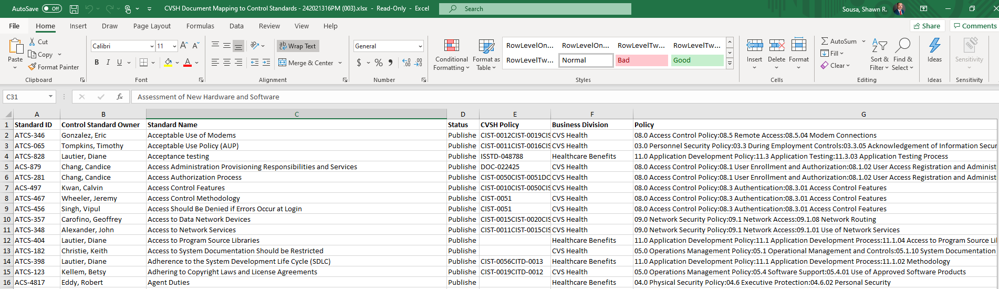 AutoSave Off CVSH Document Mapping to Control Standards - 242021316PM (003).xlsx - Read-Only - Excel Search Sousa, Shawn R.
File Home Insert Draw Page Layout Formulas Data Review View Help Share Comments
Cut Calibri 11 Wrap Text General RowLevelOn... RowLevelOn... RowLevelTw... RowLevelTw... AutoSum
Paste Copy Conditional Formatting Format as Table RowLevelTw... Normal Bad Good Insert Delete Format Fill Sort & Filter Find & Select Ideas Sensitivity
Format Painter B I U A Merge & Center $ % Clear
Clipboard Font Alignment Number Styles Cells Editing Ideas Sensitivity
C31 fx Assessment of New Hardware and Software
A B C D E F G
1 Standard ID Control Standard Owner Standard Name Status CVSH Policy Business Division Policy
2 ATCS-346 Gonzalez, Eric Acceptable Use of Modems Publishe CIST-0012CIST-0019CIS CVS Health 08.0 Access Control Policy:08.5 Remote Access:08.5.04 Modem Connections
3 ATCS-065 Tompkins, Timothy Acceptable Use Policy (AUP) Publishe CIST-0011CIST-0016CIS CVS Health 03.0 Personnel Security Policy:03.3 During Employment Controls:03.3.05 Acknowledgement of Information Secur
4 ATCS-828 Lautier, Diane Acceptance testing Publishe ISSTD-048788 Healthcare Benefits 11.0 Application Development Policy:11.3 Application Testing:11.3.03 Application Testing Process
5 ACS-879 Chang, Candice Access Administration Provisioning Responsibilities and Services Publishe DOC-022425 CVS Health 08.0 Access Control Policy:08.1 User Enrollment and Authorization:08.1.02 User Access Registration and Administ
6 ATCS-281 Chang, Candice Access Authorization Process Publishe CIST-0050CIST-0051DC CVS Health 08.0 Access Control Policy:08.1 User Enrollment and Authorization:08.1.02 User Access Registration and Administ
7 ACS-497 Kwan, Calvin Access Control Features Publishe CIST-0010CIST-0050CIS CVS Health 08.0 Access Control Policy:08.3 Authentication:08.3.01 Access Control Features
8 ATCS-467 Wheeler, Jeremy Access Control Methodology Publishe CIST-0051 CVS Health 08.0 Access Control Policy:08.3 Authentication:08.3.01 Access Control Features
9 ATCS-456 Singh, Vipul Access Should Be Denied if Errors Occur at Login Publishe CIST-0051 CVS Health 08.0 Access Control Policy:08.3 Authentication:08.3.01 Access Control Features
10 ATCS-357 Carofino, Geoffrey Access to Data Network Devices Publishe CIST-0015CIST-0020CIS CVS Health 09.0 Network Security Policy:09.1 Network Access:09.1.08 Network Routing
11 ATCS-348 Alexander, John Access to Network Services Publishe CIST-0011CIST-0015CIS CVS Health 09.0 Network Security Policy:09.1 Network Access:09.1.01 Use of Network Services
12 ATCS-404 Lautier, Diane Access to Program Source Libraries Publishe Healthcare Benefits 11.0 Application Development Policy:11.1 Application Development Process:11.1.04 Access to Program Source Lil
13 ATCS-182 Christie, Keith Access to System Documentation Should be Restricted Publishe CVS Health 05.0 Operations Management Policy:05.1 Operational Management and Controls:05.1.10 System Documentation
14 ATCS-398 Lautier, Diane Adherence to the System Development Life Cycle (SDLC) Publishe CIST-0056CITD-0013 Healthcare Benefits 11.0 Application Development Policy:11.1 Application Development Process:11.1.02 Methodology
15 ATCS-123 Kellem, Betsy Adhering to Copyright Laws and License Agreements Publishe CIST-0019CITD-0012 CVS Health 05.0 Operations Management Policy:05.4 Software Support:05.4.01 Use of Approved Software Products
16 ACS-4817 Eddy, Robert Agent Duties Publishe Healthcare Benefits 04.0 Physical Security Policy:04.6 Executive Protection:04.6.02 Personal Security